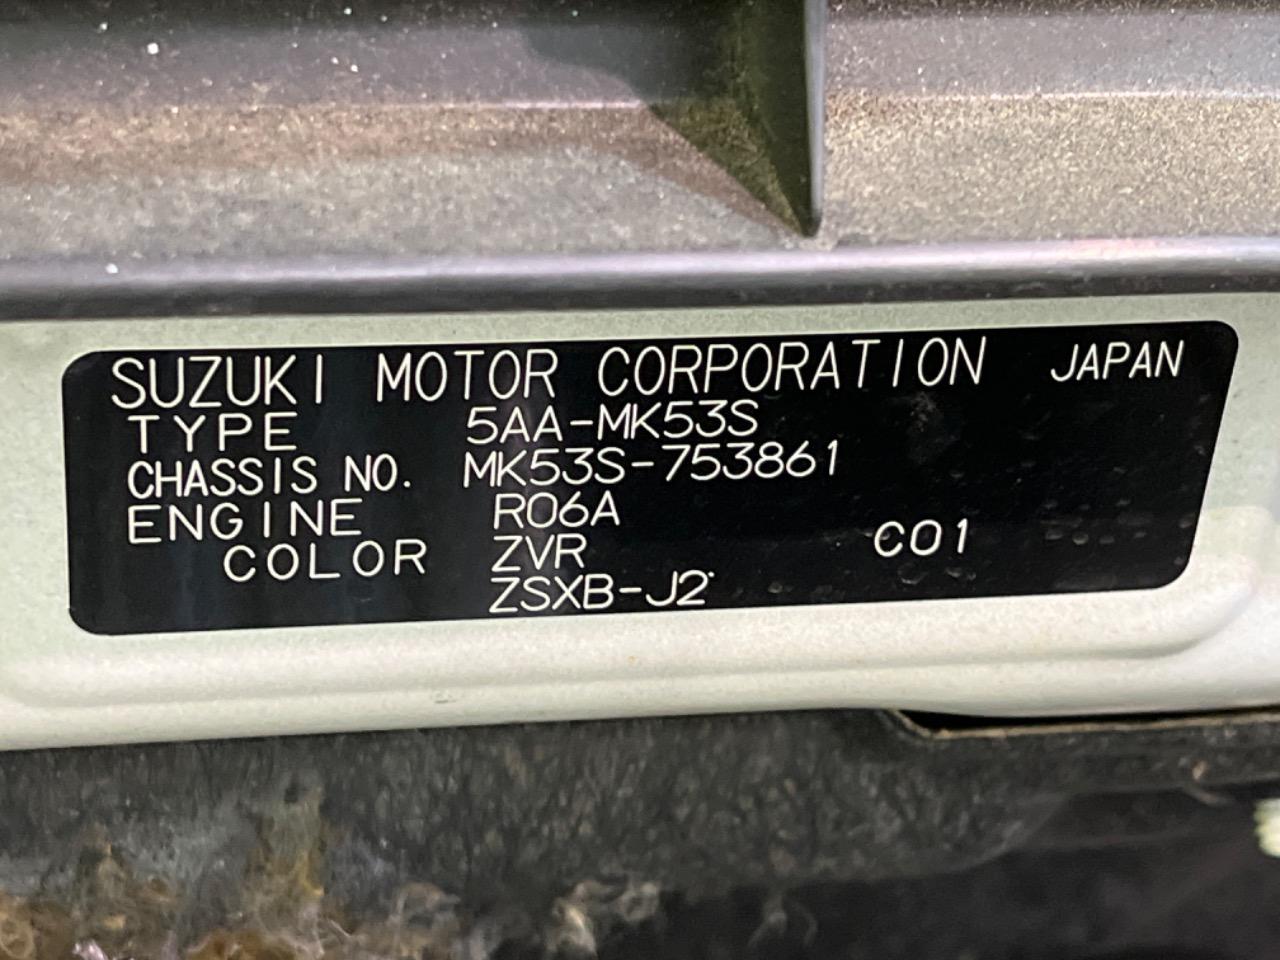 SUZUKI MOTOR CORPORATION JAPAN
TYPE 5AA-MK53S
CHASSIS NO. MK53S-753861
ENGINE R06A
COLOR ZVR C01
ZSXB-J2